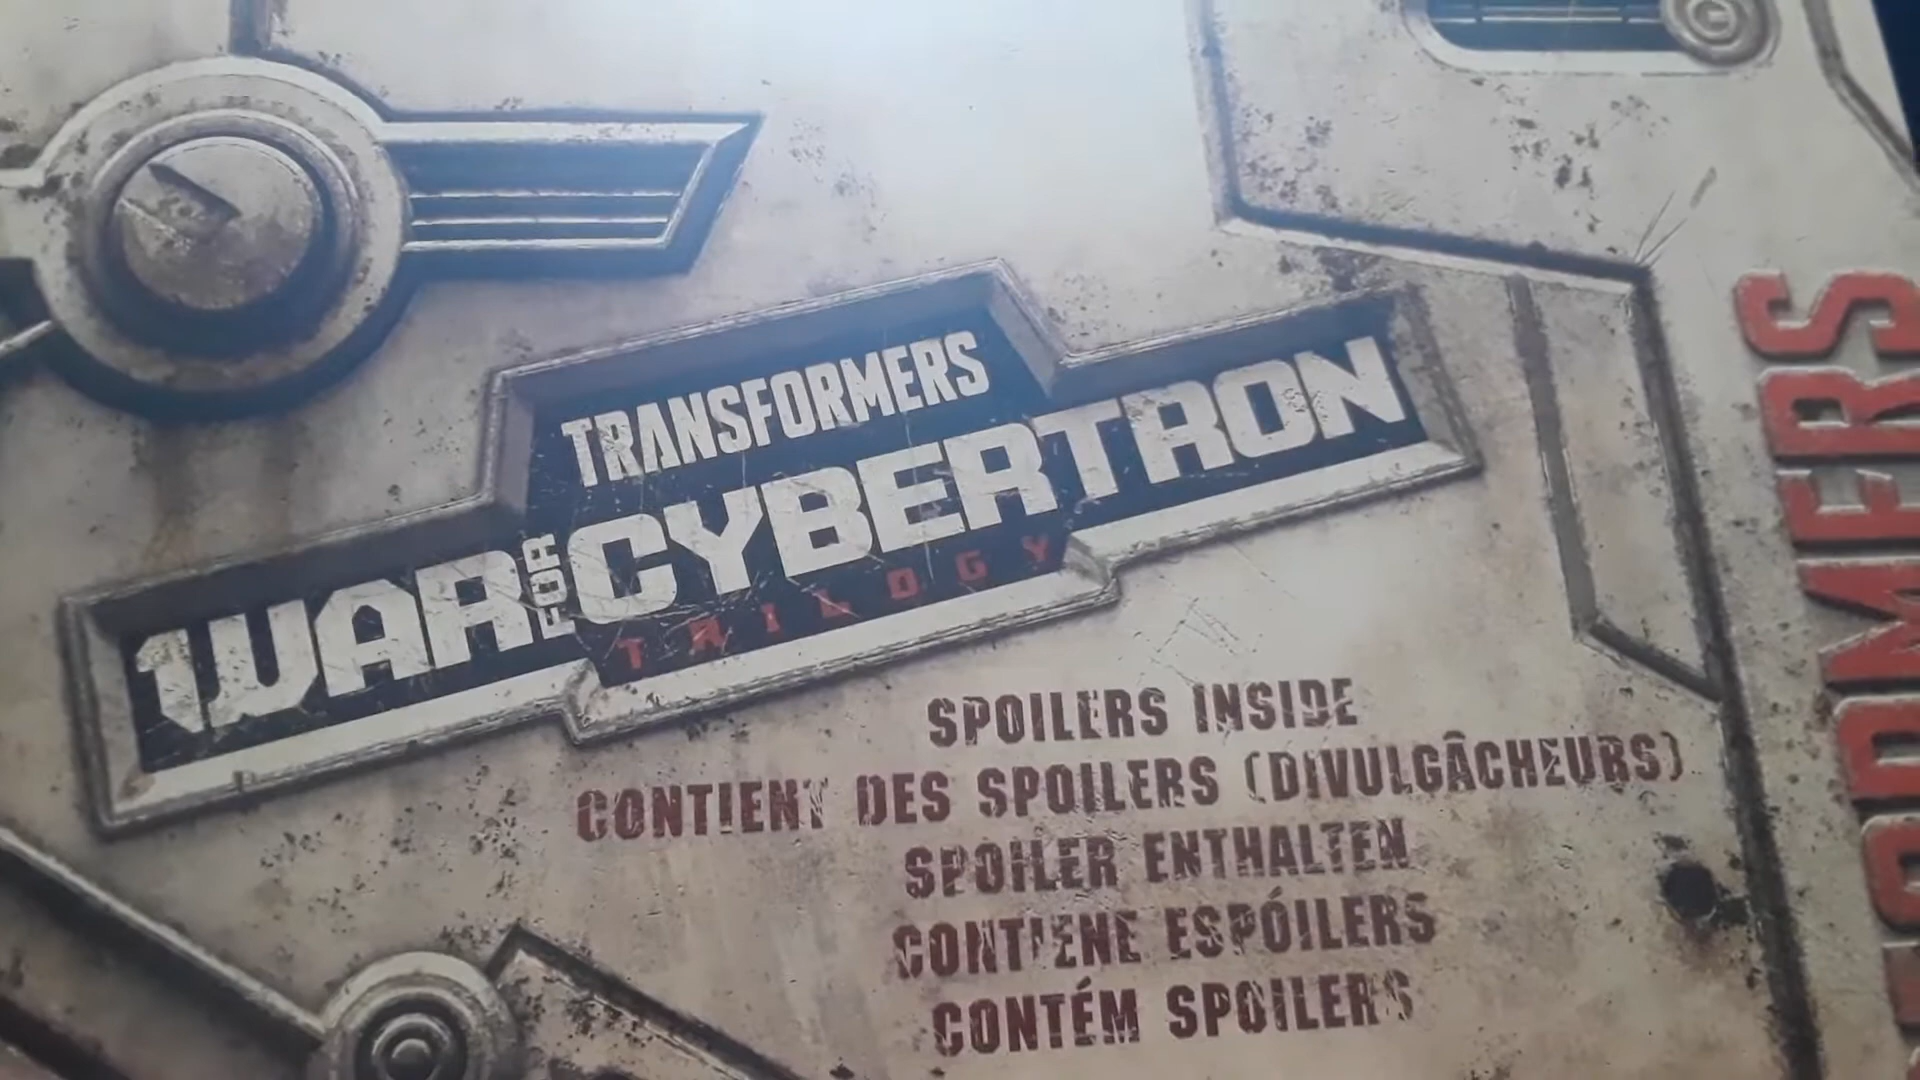 TRANSFORMERS
WAR FOR CYBERTRON
TRILOGY
SPOILERS INSIDE
CONTIENT DES SPOILERS (DIVULGÂCHEURS)
SPOILER ENTHALTEN
CONTIENE ESPÓILERS
CONTÉM SPOILERS